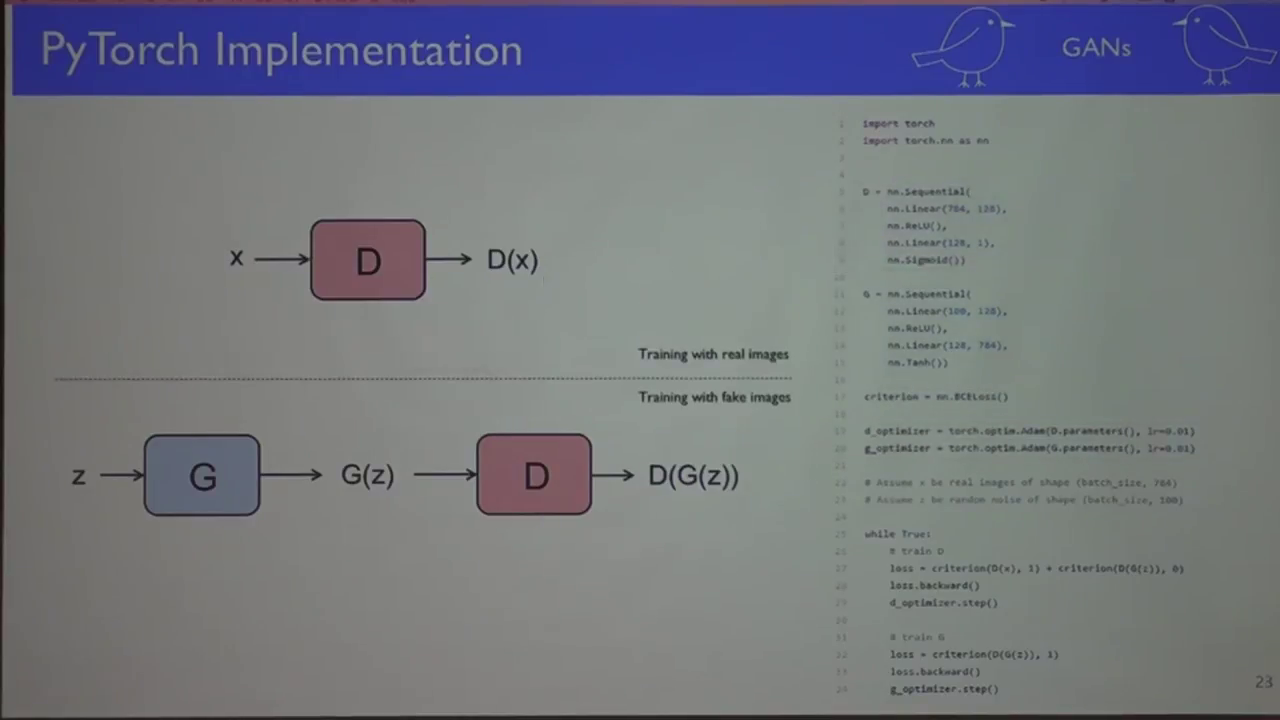 PyTorch Implementation
GANs
x
D
D(x)
Training with real images
Training with fake images
z
G
G(z)
D
D(G(z))
1 import torch
2 import torch.nn as nn
3
4
5 D = nn.Sequential(
6 nn.Linear(784, 128),
7 nn.ReLU(),
8 nn.Linear(128, 1),
9 nn.Sigmoid())
10
11 G = nn.Sequential(
12 nn.Linear(100, 128),
13 nn.ReLU(),
14 nn.Linear(128, 784),
15 nn.Tanh())
16
17 criterion = nn.BCELoss()
18
19 d_optimizer = torch.optim.Adam(D.parameters(), lr=0.01)
20 g_optimizer = torch.optim.Adam(G.parameters(), lr=0.01)
21
22 # Assume x be real images of shape (batch_size, 784)
23 # Assume z be random noise of shape (batch_size, 100)
24
25 while True:
26 # train D
27 loss = criterion(D(x), 1) + criterion(D(G(z)), 0)
28 loss.backward()
29 d_optimizer.step()
30
31 # train G
32 loss = criterion(D(G(z)), 1)
33 loss.backward()
34 g_optimizer.step()
23